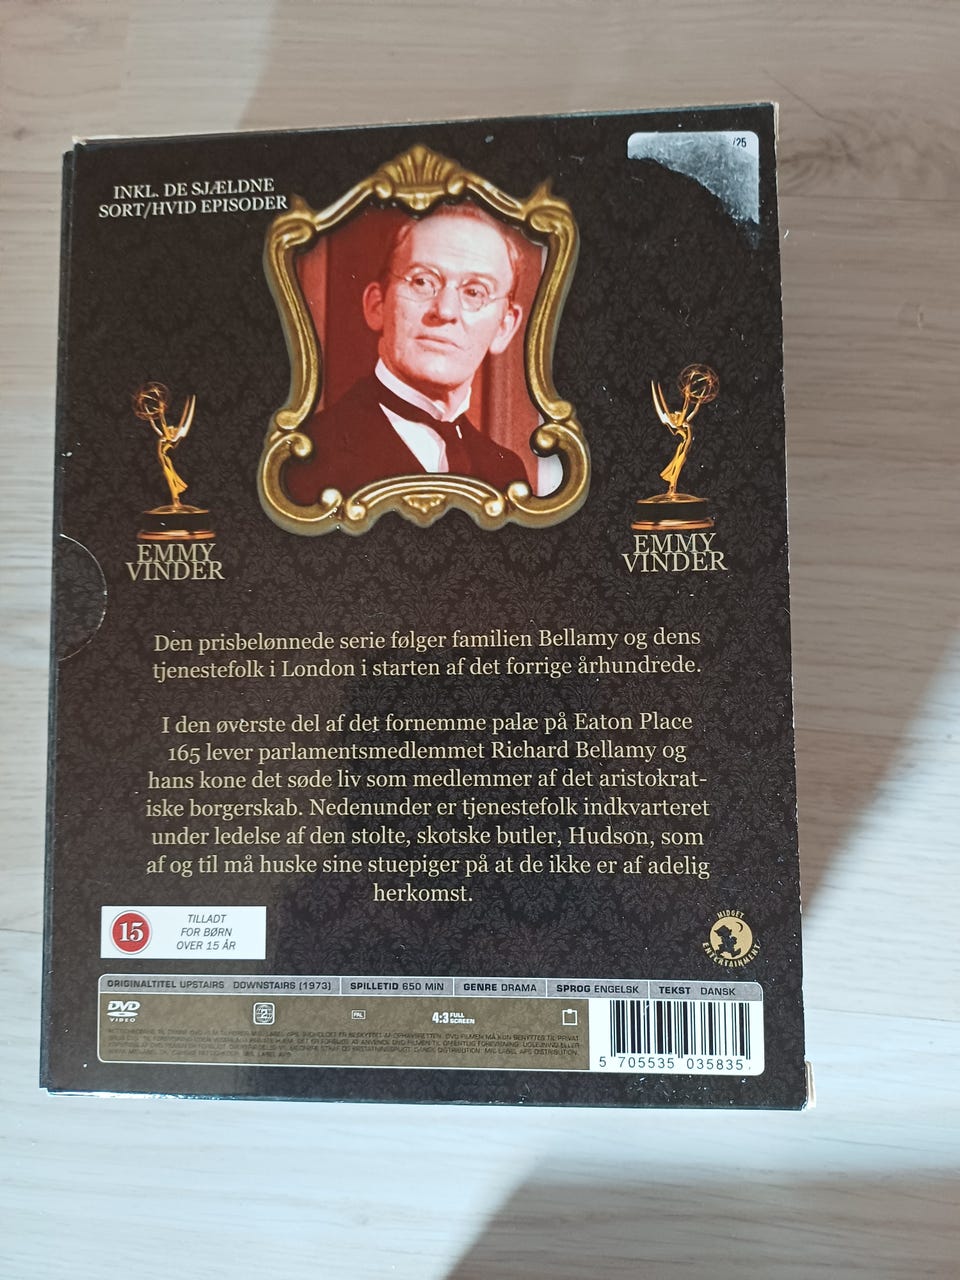 /25
INKL. DE SJÆLDNE
SORT/HVID EPISODER
EMMY
VINDER
EMMY
VINDER
Den prisbelønnede serie følger familien Bellamy og dens
tjenestefolk i London i starten af det forrige århundrede.
I den øverste del af det fornemme palæ på Eaton Place
165 lever parlamentsmedlemmet Richard Bellamy og
hans kone det søde liv som medlemmer af det aristokrat-
iske borgerskab. Nedenunder er tjenestefolk indkvarteret
under ledelse af den stolte, skotske butler, Hudson, som
af og til må huske sine stuepiger på at de ikke er af adelig
herkomst.
15
TILLADT
FOR BØRN
OVER 15 ÅR
MIDGET
ENTERTAINMENT
ORIGINALTITEL UPSTAIRS DOWNSTAIRS (1973) SPILLETID 650 MIN GENRE DRAMA SPROG ENGELSK TEKST DANSK
DVD
VIDEO
2
PAL
4:3 FULL
SCREEN
5 705535 035835